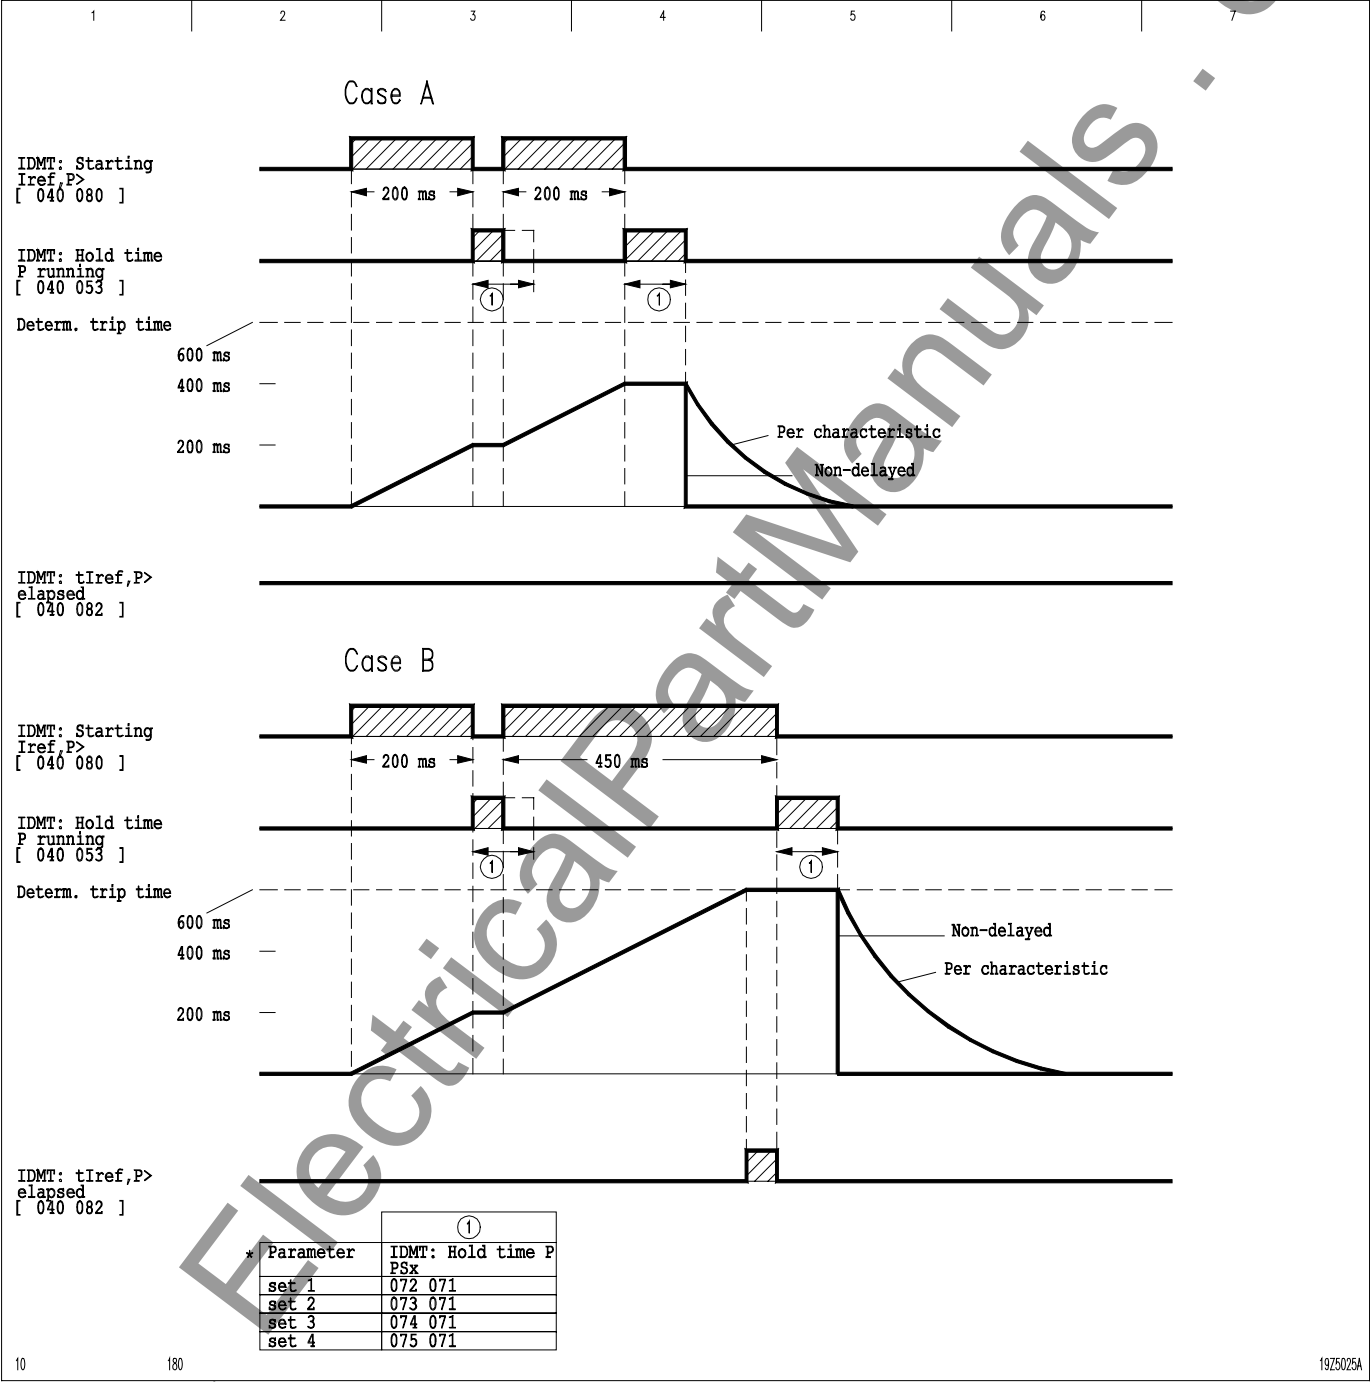 1 2 3 4 5 6 7
Case A
IDMT: Starting
Iref,P>
[ 040 080 ]
200 ms 200 ms
IDMT: Hold time
P running
[ 040 053 ]
1 1
Determ. trip time
600 ms
400 ms
200 ms
Per characteristic
Non-delayed
IDMT: tIref,P>
elapsed
[ 040 082 ]
Case B
IDMT: Starting
Iref,P>
[ 040 080 ]
200 ms 450 ms
IDMT: Hold time
P running
[ 040 053 ]
1 1
Determ. trip time
600 ms
400 ms
200 ms
Non-delayed
Per characteristic
IDMT: tIref,P>
elapsed
[ 040 082 ]
1
* Parameter IDMT: Hold time P
PSx
set 1 072 071
set 2 073 071
set 3 074 071
set 4 075 071
10 180 19Z5025A
ElectricalPartManuals .